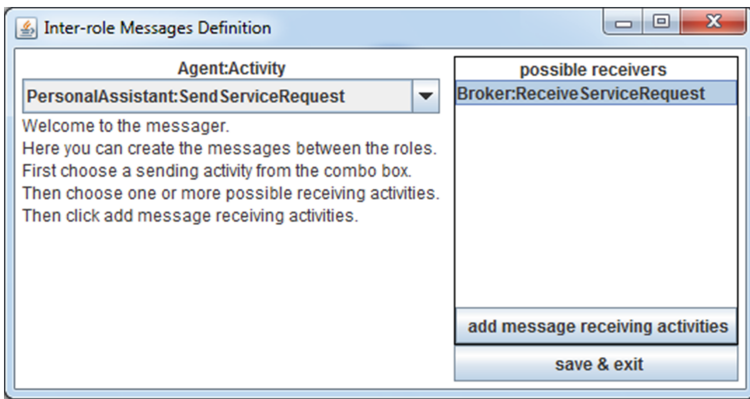 Inter-role Messages Definition
Agent:Activity
PersonalAssistant:SendServiceRequest
Welcome to the messager.
Here you can create the messages between the roles.
First choose a sending activity from the combo box.
Then choose one or more possible receiving activities.
Then click add message receiving activities.
possible receivers
Broker:ReceiveServiceRequest
add message receiving activities
save & exit